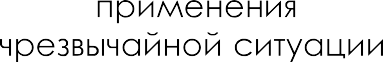 применения
чрезвычайной ситуации